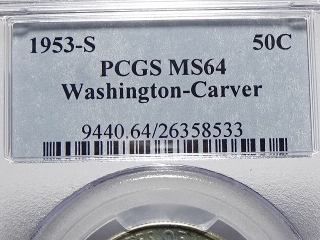 1953-S 50C
PCGS MS64
Washington-Carver
9440.64/26358533